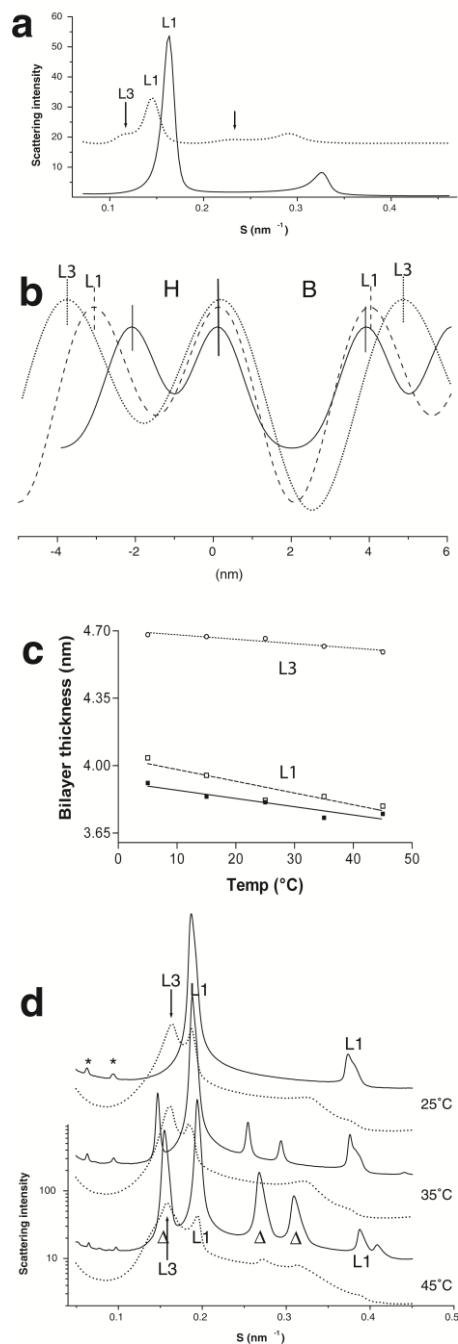 a
60
50
40
30
20
10
Scattering intensity
L1
L3
L1
0.1
0.2
0.3
0.4
S (nm ⁻¹)
b
L3
L1
H
B
L1
L3
-4
-2
0
2
4
6
(nm)
c
4.70
4.35
4.00
3.65
Bilayer thickness (nm)
L3
L1
0
10
20
30
40
50
Temp (°C)
d
L3
L1
*
*
L1
25°C
35°C
100
10
Scattering intensity
Δ
L3
L1
Δ
Δ
L1
45°C
0.1
0.2
0.3
0.4
0.5
S (nm ⁻¹)